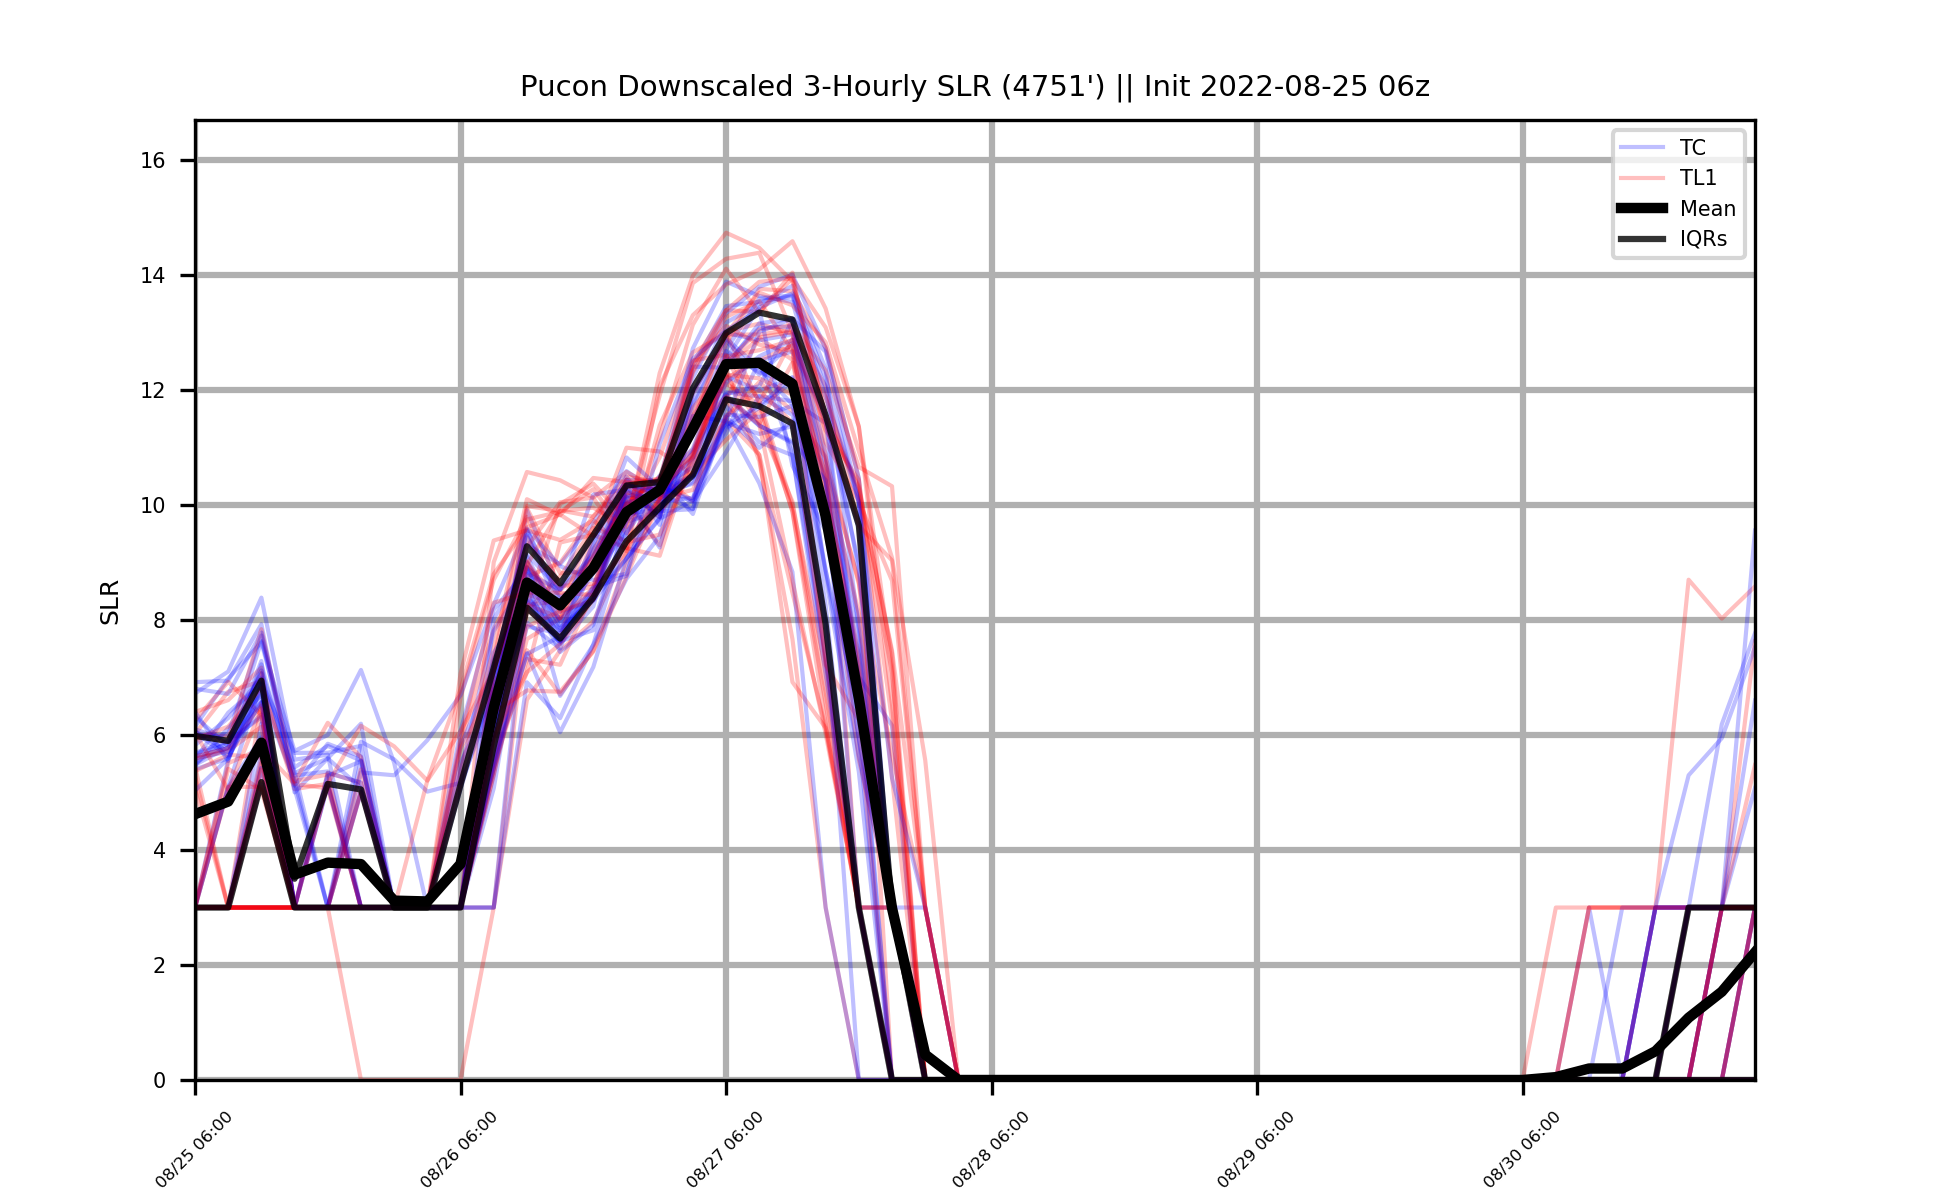 Pucon Downscaled 3-Hourly SLR (4751') || Init 2022-08-25 06z
TC
TL1
Mean
IQRs
SLR
16
14
12
10
8
6
4
2
0
08/25 06:00
08/26 06:00
08/27 06:00
08/28 06:00
08/29 06:00
08/30 06:00